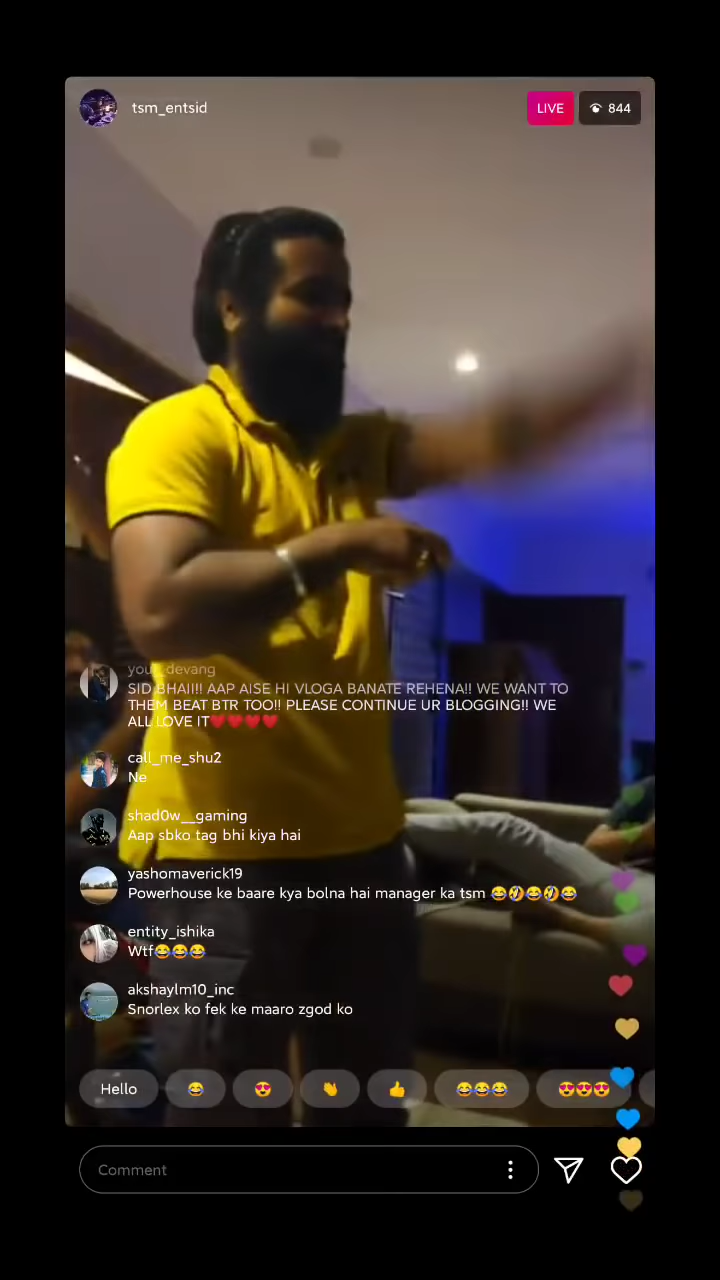 tsm_entsid
LIVE
844
you_devang
SID BHAII!! AAP AISE HI VLOGA BANATE REHENA!! WE WANT TO
THEM BEAT BTR TOO!! PLEASE CONTINUE UR BLOGGING!! WE
ALL LOVE IT❤️❤️❤️❤️
call_me_shu2
Ne
shad0w__gaming
Aap sbko tag bhi kiya hai
yashomaverick19
Powerhouse ke baare kya bolna hai manager ka tsm 😂🤣😂🤣😂
entity_ishika
Wtf😂😂😂
akshaylm10_inc
Snorlex ko fek ke maaro zgod ko
Hello 😂 😍 👏 👍 😂😂😂 😍😍😍
Comment